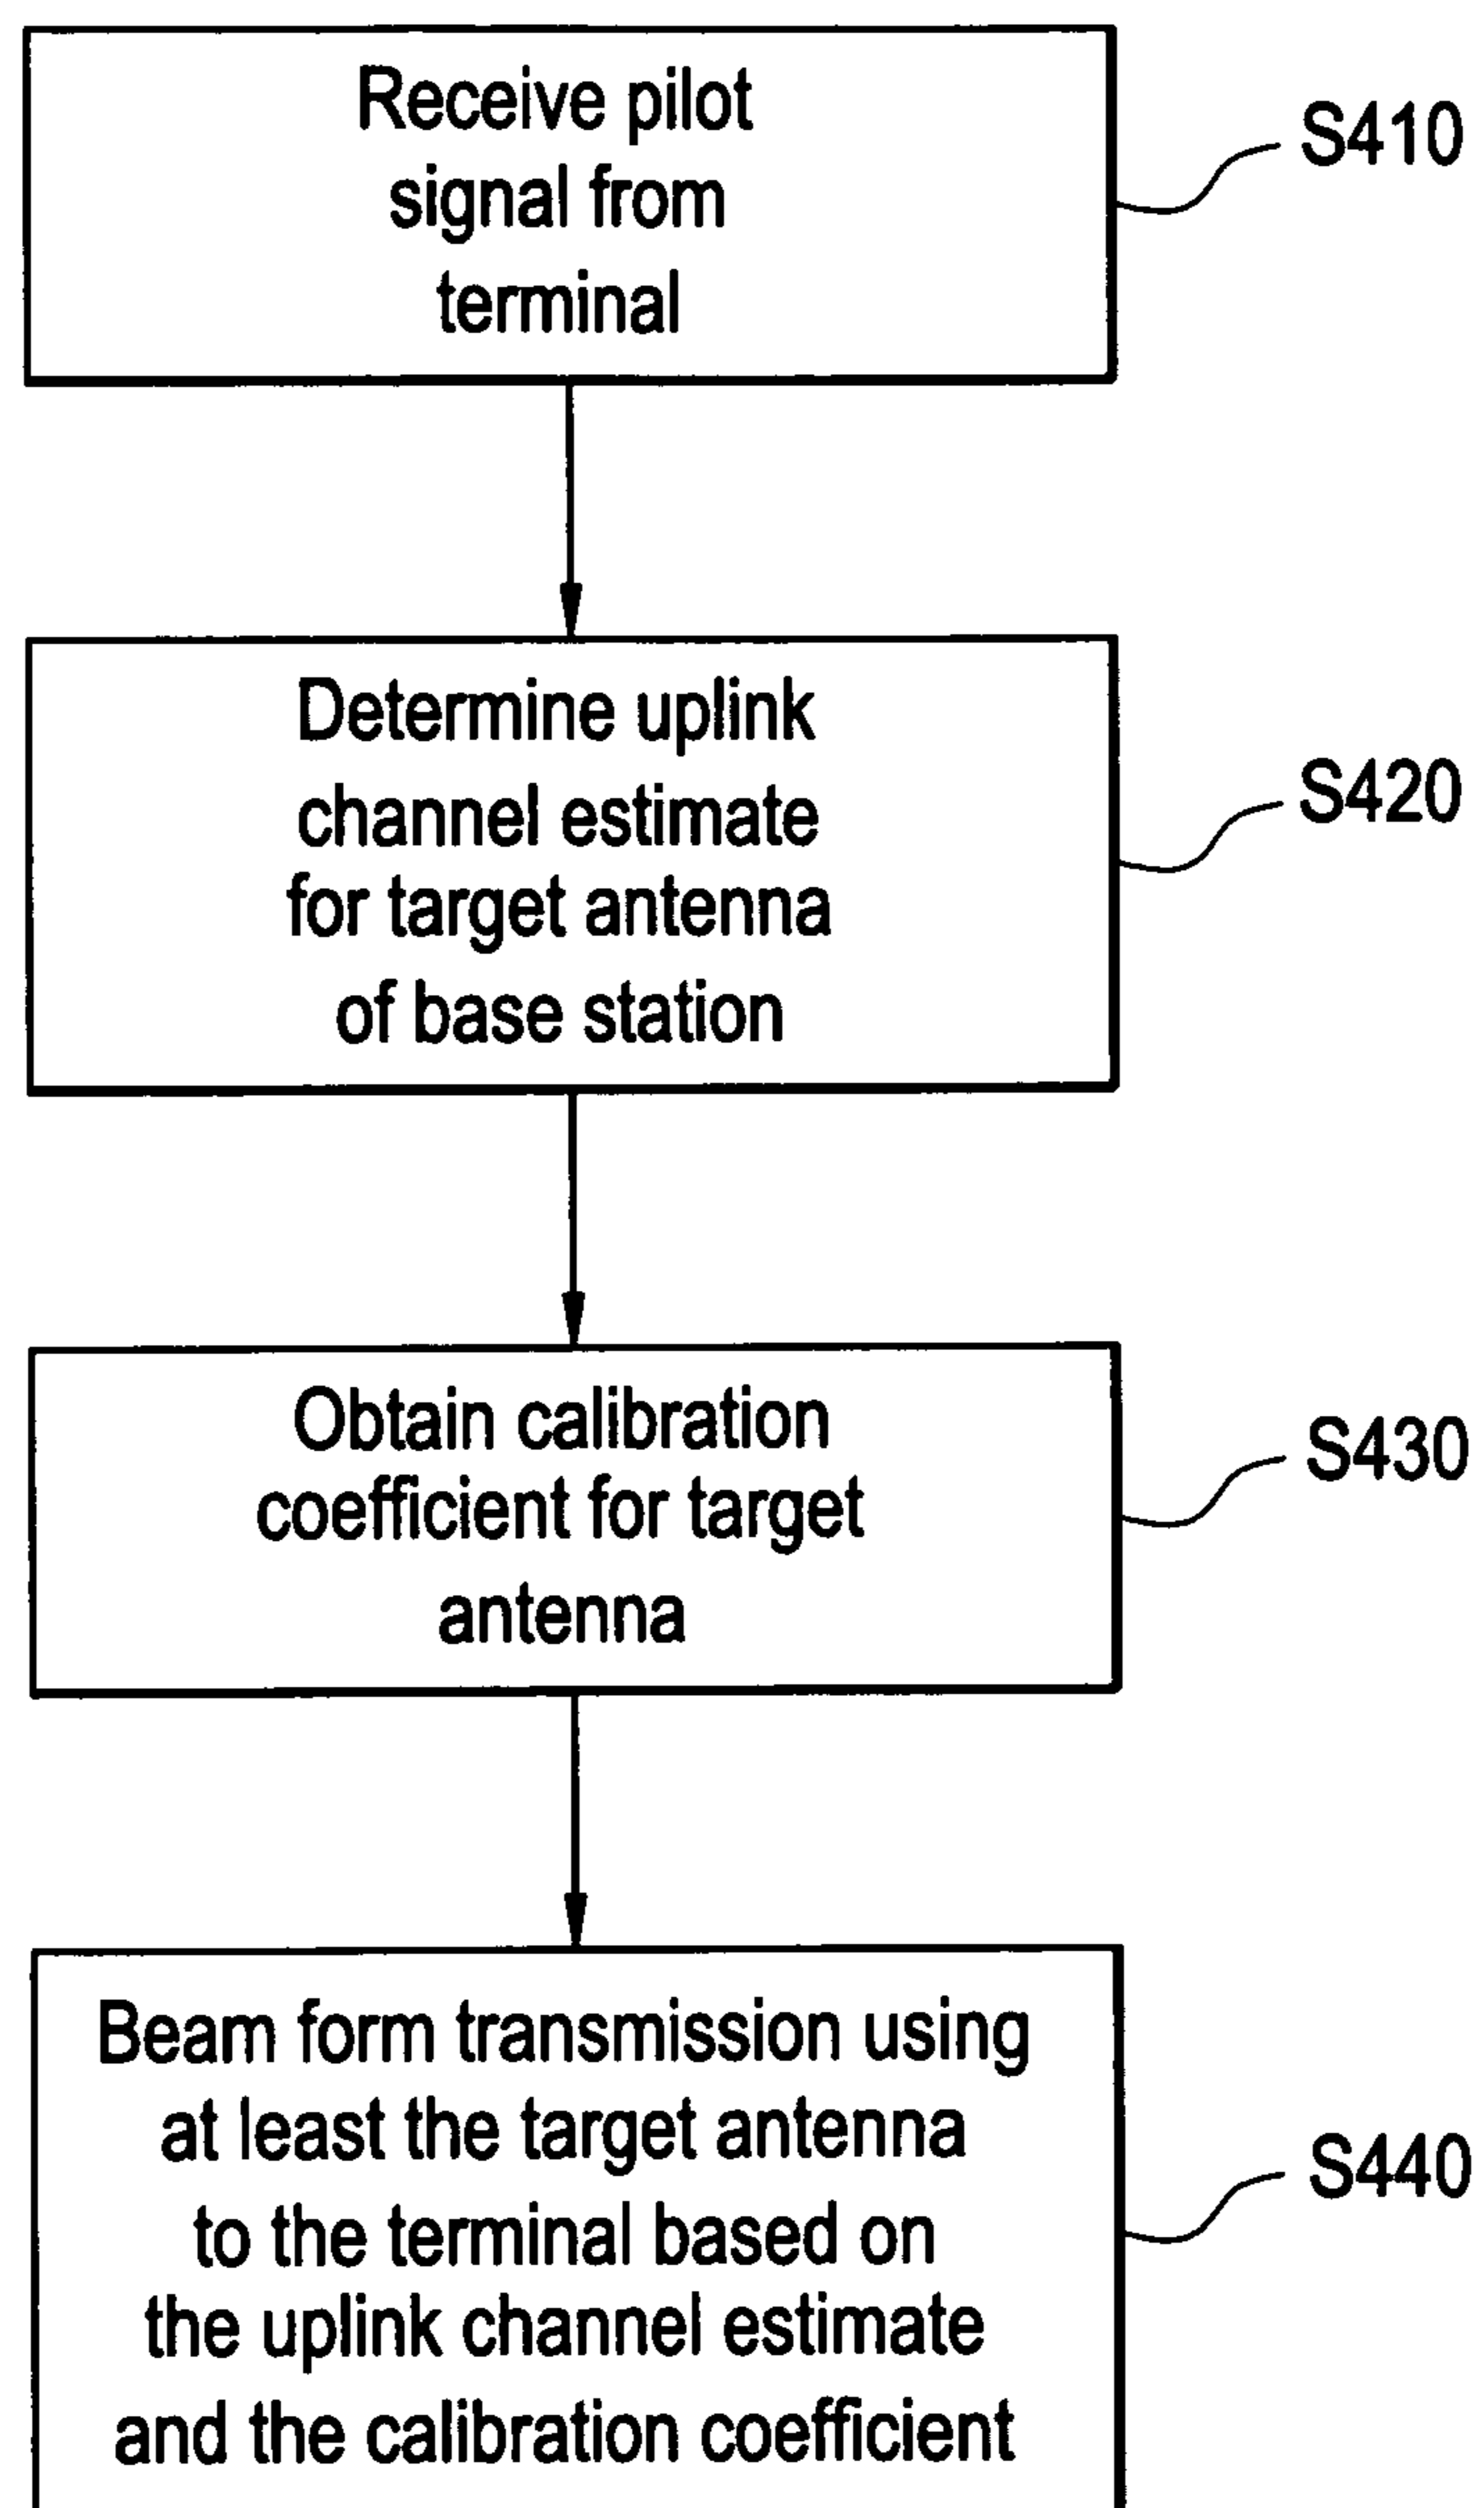 Receive pilot
signal from
terminal
S410
Determine uplink
channel estimate
for target antenna
of base station
S420
Obtain calibration
coefficient for target
antenna
S430
Beam form transmission using
at least the target antenna
to the terminal based on
the uplink channel estimate
and the calibration coefficient
S440